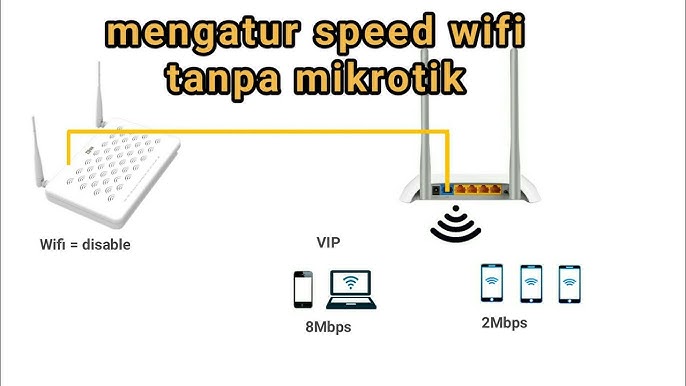 mengatur speed wifi
tanpa mikrotik
Wifi = disable
VIP
8Mbps
2Mbps